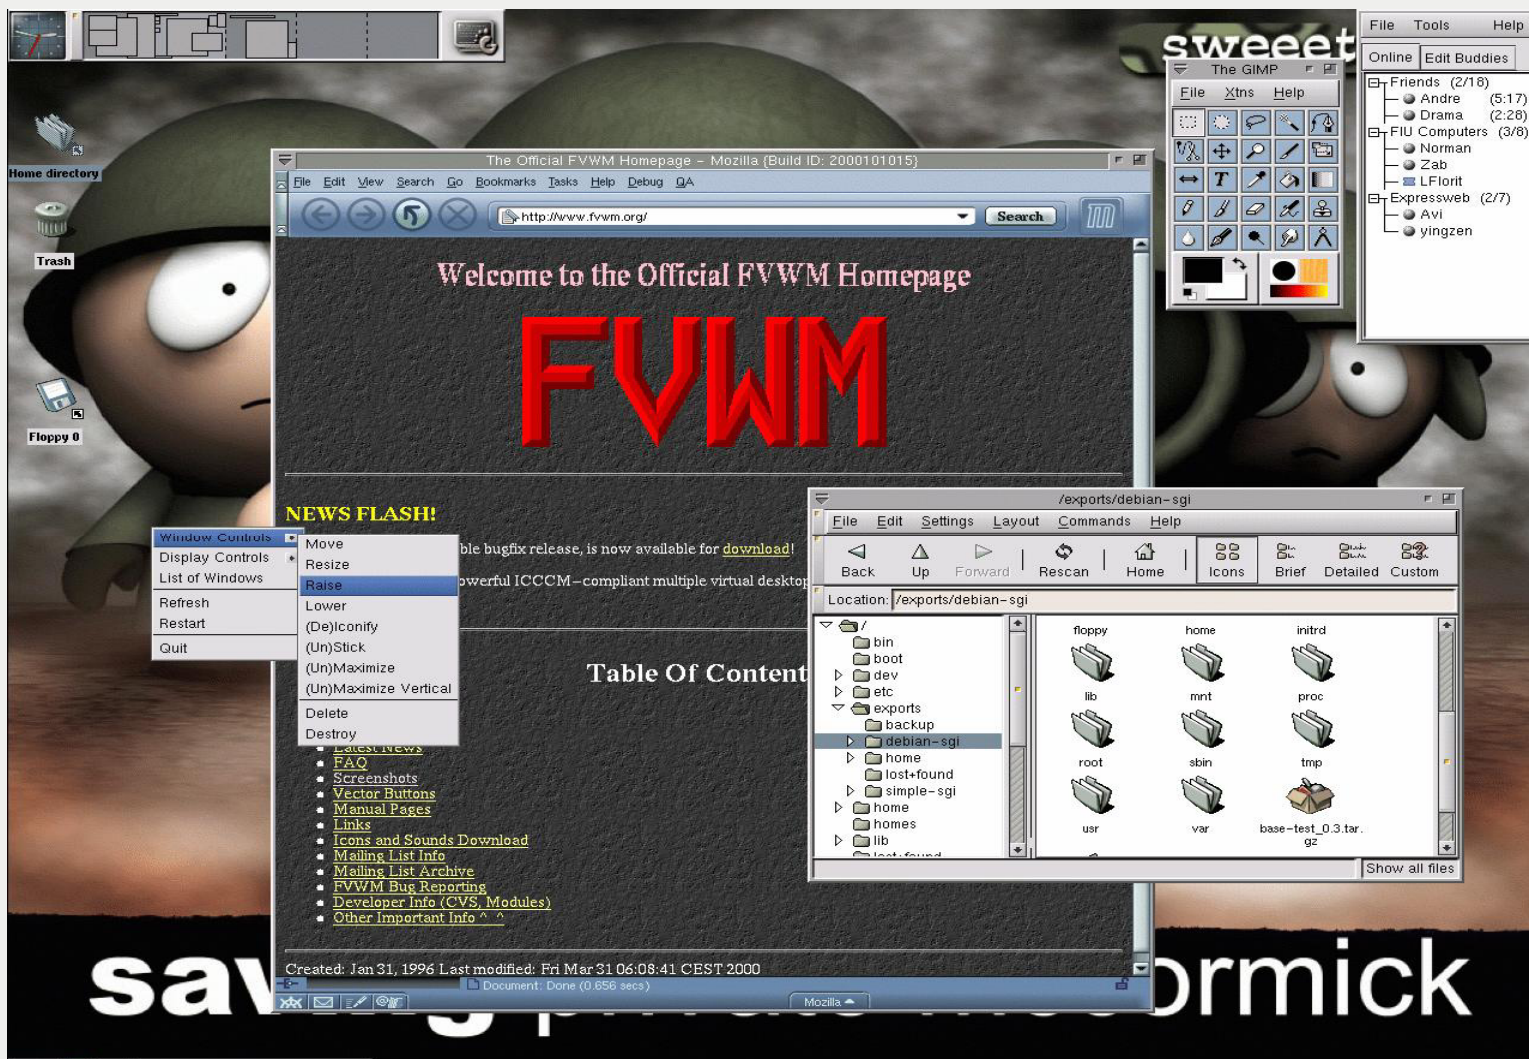 sweeet
File Tools Help
Online Edit Buddies
Friends (2/18)
Andre (5:17)
Drama (2:28)
FIU Computers (3/8)
Norman
Zab
LFlorit
Expressweb (2/7)
Avi
yingzen
The GIMP
File Xtns Help
Home directory
Trash
Floppy 0
The Official FVWM Homepage - Mozilla {Build ID: 2000101015}
File Edit View Search Go Bookmarks Tasks Help Debug QA
http://www.fvwm.org/ Search
Welcome to the Official FVWM Homepage
FVWM
NEWS FLASH!
ble bugfix release, is now available for download!
owerful ICCCM-compliant multiple virtual desktop
Table Of Content
Latest News
FAQ
Screenshots
Vector Buttons
Manual Pages
Links
Icons and Sounds Download
Mailing List Info
Mailing List Archive
FVWM Bug Reporting
Developer Info (CVS, Modules)
Other Important Info ^_^
Created: Jan 31, 1996 Last modified: Fri Mar 31 06:08:41 CEST 2000
Document: Done (0.656 secs)
Mozilla
Window Controls
Display Controls
List of Windows
Refresh
Restart
Quit
Move
Resize
Raise
Lower
(De)Iconify
(Un)Stick
(Un)Maximize
(Un)Maximize Vertical
Delete
Destroy
/exports/debian-sgi
File Edit Settings Layout Commands Help
Back Up Forward Rescan Home Icons Brief Detailed Custom
Location: /exports/debian-sgi
/
bin
boot
dev
etc
exports
backup
debian-sgi
home
lost+found
simple-sgi
home
homes
lib
lost+found
floppy home initrd
lib mnt proc
root sbin tmp
usr var base-test_0.3.tar.
gz
Show all files
saving private mccormick